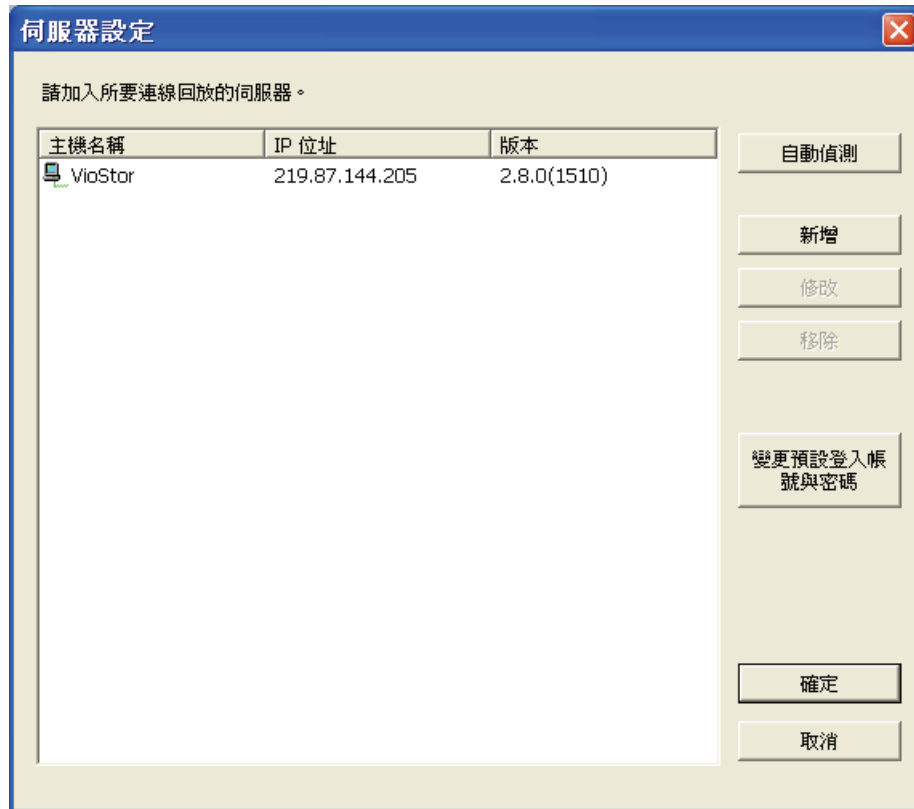 伺服器設定
請加入所要連線回放的伺服器。
主機名稱 IP 位址 版本
VioStor 219.87.144.205 2.8.0(1510)
自動偵測
新增
修改
移除
變更預設登入帳
號與密碼
確定
取消